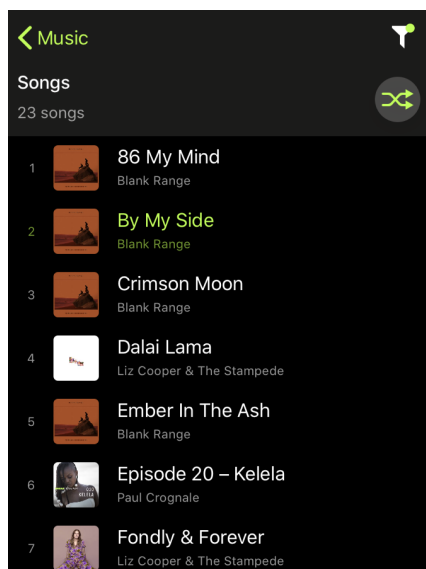 Music
Songs
23 songs
1
86 My Mind
Blank Range
2
By My Side
Blank Range
3
Crimson Moon
Blank Range
4
Dalai Lama
Liz Cooper & The Stampede
5
Ember In The Ash
Blank Range
6
Episode 20 – Kelela
Paul Crognale
KELELA
7
Fondly & Forever
Liz Cooper & The Stampede